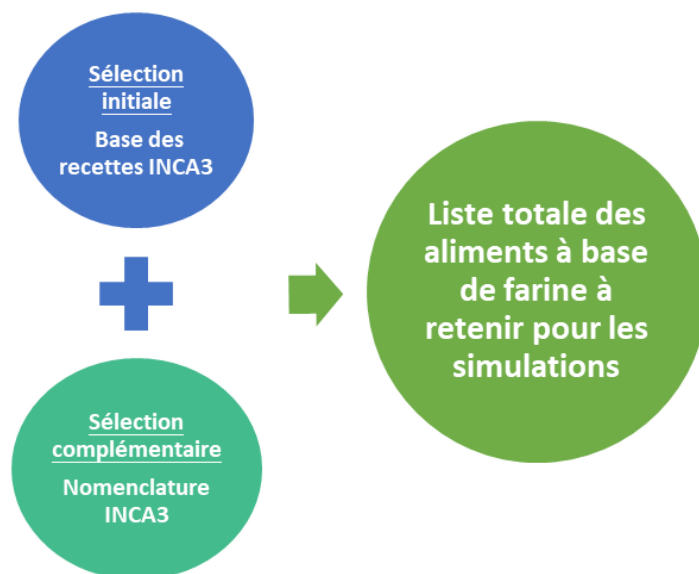 Sélection
initiale
Base des
recettes INCA3
Sélection
complémentaire
Nomenclature
INCA3
Liste totale des
aliments à base
de farine à
retenir pour les
simulations